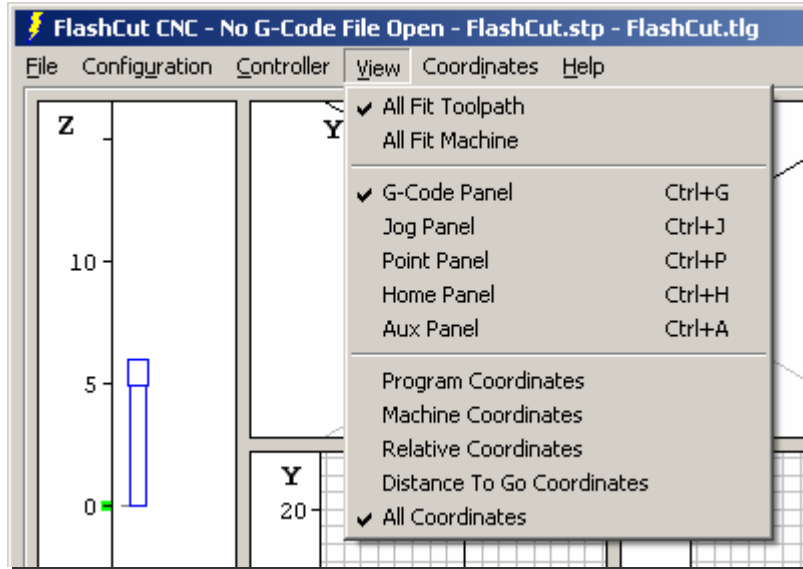 FlashCut CNC - No G-Code File Open - FlashCut.stp - FlashCut.tlg
File Configuration Controller View Coordinates Help
Z
Y
10
5
0
Y
20
All Fit Toolpath
All Fit Machine
G-Code Panel Ctrl+G
Jog Panel Ctrl+J
Point Panel Ctrl+P
Home Panel Ctrl+H
Aux Panel Ctrl+A
Program Coordinates
Machine Coordinates
Relative Coordinates
Distance To Go Coordinates
All Coordinates